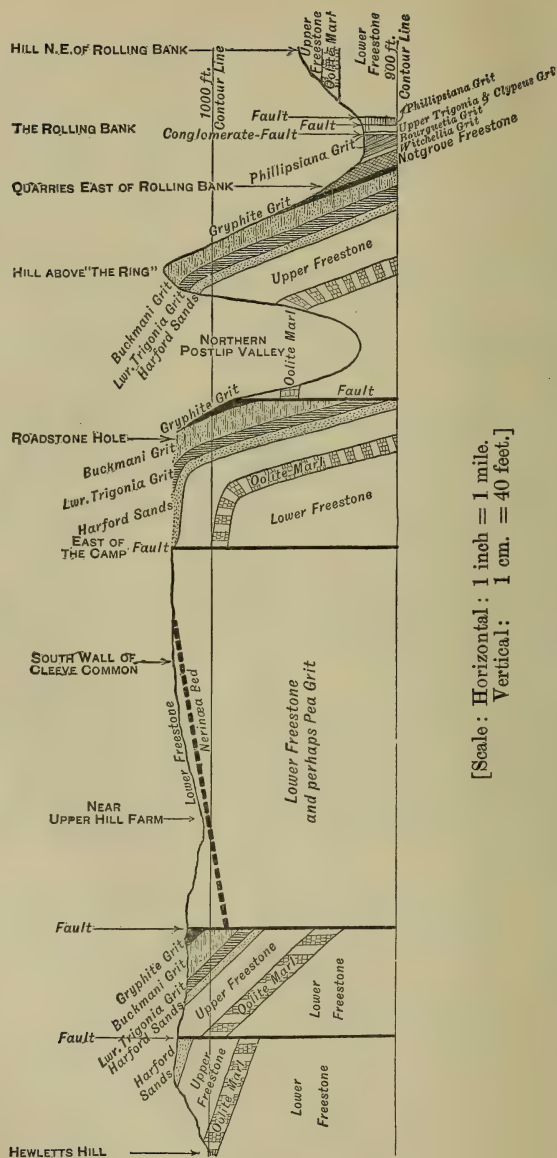 HILL N.E. OF ROLLING BANK
Upper
Freestone
Oolite Marl
Lower
Freestone
1000 ft.
Contour Line
900 ft.
Contour Line
THE ROLLING BANK
Fault
Fault
Conglomerate-Fault
Phillipsiana Grit
Phillipsiana Grit
Upper Trigonia & Clypeus Grit
Bourguetia Grit
Witchellia Grit
Notgrove Freestone
QUARRIES EAST OF ROLLING BANK
Gryphite Grit
HILL ABOVE "THE RING"
Buckmani Grit
Lwr. Trigonia Grit
Harford Sands
Upper Freestone
Oolite Marl
NORTHERN
POSTLIP VALLEY
Fault
Gryphite Grit
ROADSTONE HOLE
Buckmani Grit
Lwr. Trigonia Grit
Harford Sands
Oolite Marl
Lower Freestone
EAST OF
THE CAMP
Fault
SOUTH WALL OF
CLEEVE COMMON
Lower Freestone
Nerinæa Bed
Lower Freestone
and perhaps Pea Grit
NEAR
UPPER HILL FARM
Fault
Gryphite Grit
Buckmani Grit
Lwr. Trigonia Grit
Harford Sands
Upper Freestone
Oolite Marl
Lower
Freestone
Fault
Harford
Sands
Upper
Freestone
Oolite Marl
Lower
Freestone
HEWLETTS HILL
[Scale: Horizontal: 1 inch = 1 mile.
Vertical: 1 cm. = 40 feet.]